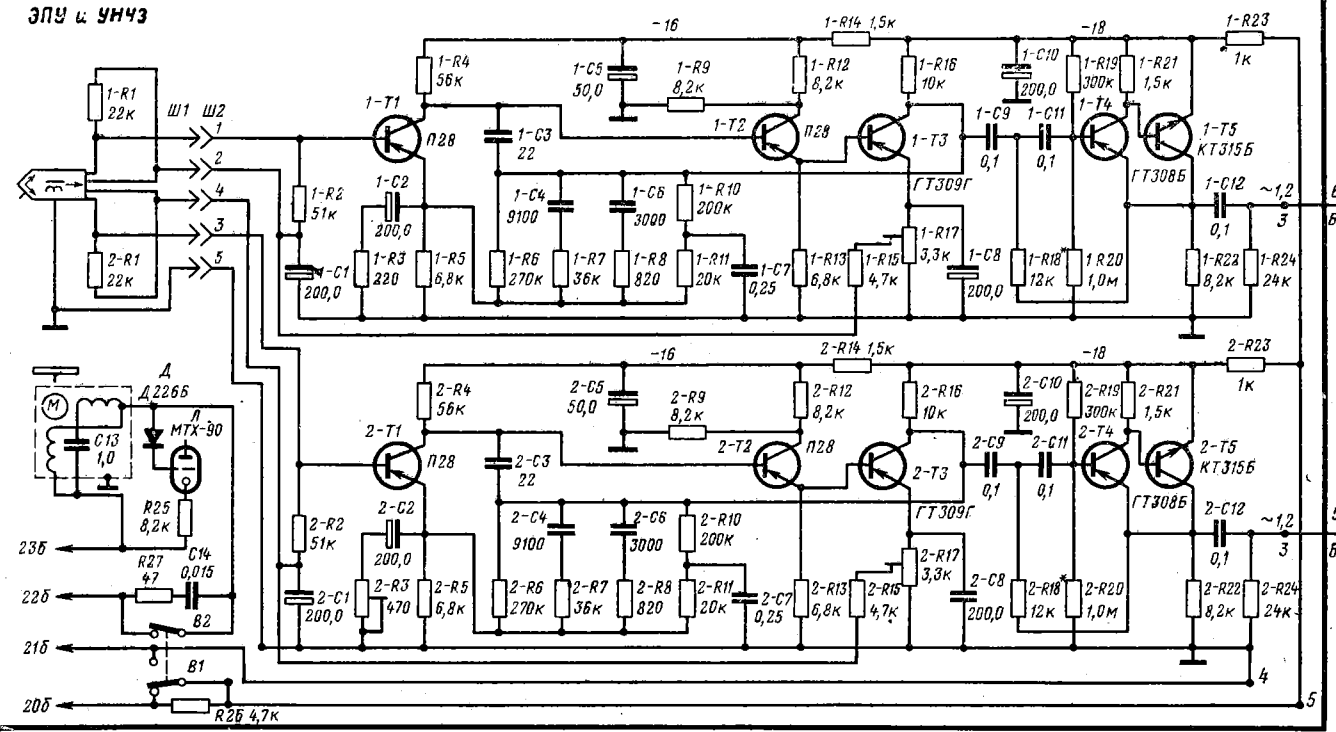 ЭПУ и УНЧЗ
-16
1-R14 1,5к
-18
1-R23
1к
1-R4
56к
1-C5
50,0
1-R9
8,2к
1-R12
8,2к
1-R16
10к
1-C10
200,0
1-R19
300к
1-R21
1,5к
1-R1
22к
Ш1
Ш2
1
2
4
3
5
1-T1
П28
1-C3
22
1-T2
П28
1-T3
ГТ309Г
1-C9
0,1
1-C11
0,1
1-T4
ГТ308Б
1-T5
КТ315Б
1-R2
51к
1-C2
200,0
1-C4
9100
1-C6
3000
1-R10
200к
1-C12
0,1
~1,2
3
6
Б
2-R1
22к
1-C1
200,0
1-R3
220
1-R5
6,8к
1-R6
270к
1-R7
36к
1-R8
820
1-R11
20к
1-C7
0,25
1-R13
6,8к
1-R15
4,7к
1-R17
3,3к
1-C8
200,0
1-R18
12к
*
1-R20
1,0м
1-R22
8,2к
1-R24
24к
-16
2-R14 1,5к
-18
2-R23
1к
Д
Д226Б
Л
МТХ-90
М
C13
1,0
R25
8,2к
2-R4
56к
2-C5
50,0
2-R9
8,2к
2-R12
8,2к
2-R16
10к
2-C10
200,0
2-R19
300к
2-R21
1,5к
2-T1
П28
2-C3
22
2-T2
П28
2-T3
ГТ309Г
2-C9
0,1
2-C11
0,1
2-T4
ГТ308Б
2-T5
КТ315Б
2-R2
51к
2-C2
200,0
2-C4
9100
2-C6
3000
2-R10
200к
2-C12
0,1
~1,2
3
5
Б
2-C1
200,0
2-R3
470
2-R5
6,8к
2-R6
270к
2-R7
36к
2-R8
820
2-R11
20к
2-C7
0,25
2-R13
6,8к
2-R15
4,7к
2-R17
3,3к
2-C8
200,0
2-R18
12к
*
2-R20
1,0м
2-R22
8,2к
2-R24
24к
23б
R27
47
C14
0,015
22б
В2
21б
В1
4
20б
R26 4,7к
5